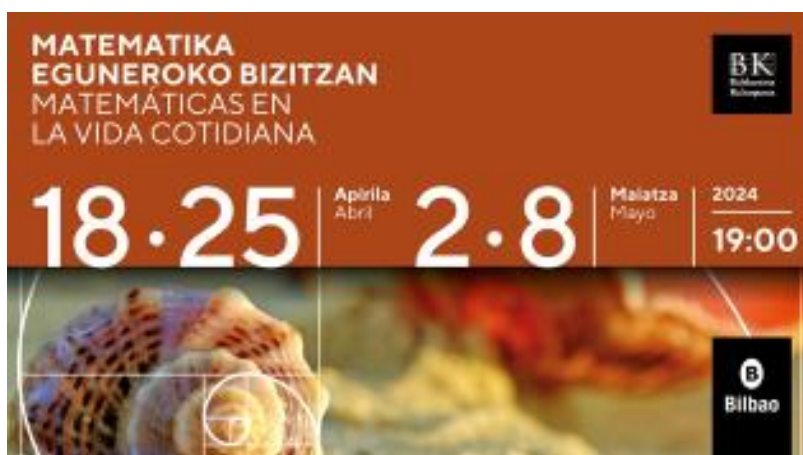 MATEMATIKA
EGUNEROKO BIZITZAN
MATEMÁTICAS EN
LA VIDA COTIDIANA
BK
18·25
Apirila
Abril
2·8
Maiatza
Mayo
2024
19:00
B
Bilbao